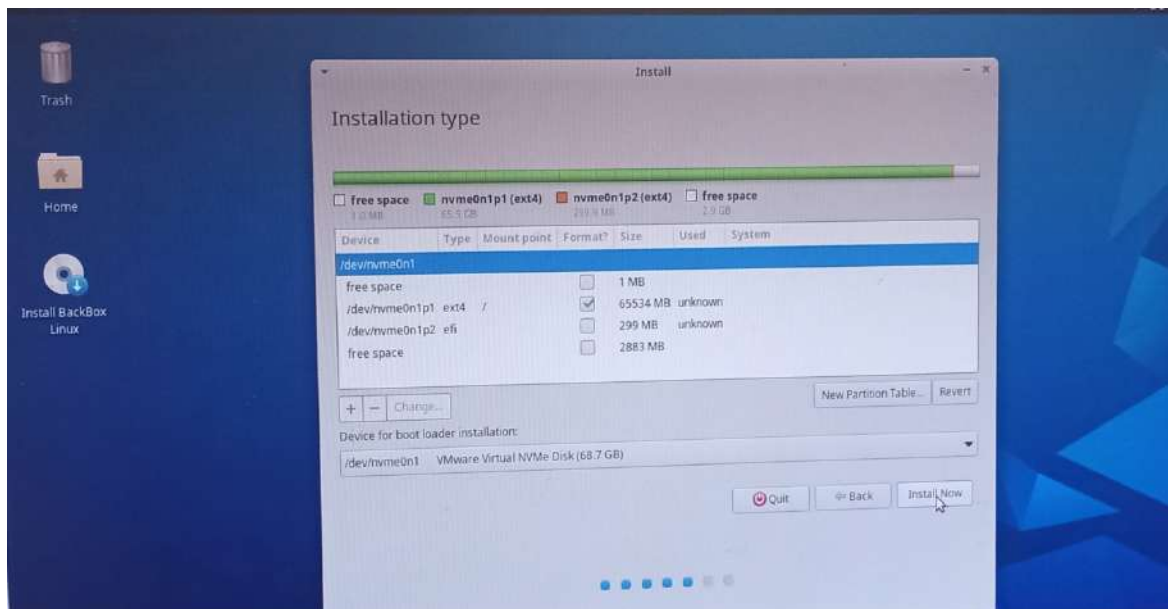 Install
Trash
Installation type
free space nvme0n1p1 (ext4) nvme0n1p2 (ext4) free space
65.5 GB 2.9 GB
Home
Device Type Mount point Format? Size Used System
/dev/nvme0n1
free space 1 MB
/dev/nvme0n1p1 ext4 / 65534 MB unknown
/dev/nvme0n1p2 efi 299 MB unknown
free space 2883 MB
Install BackBox
Linux
+ - Change... New Partition Table... Revert
Device for boot loader installation:
/dev/nvme0n1 VMware Virtual NVMe Disk (68.7 GB)
Quit Back Install Now